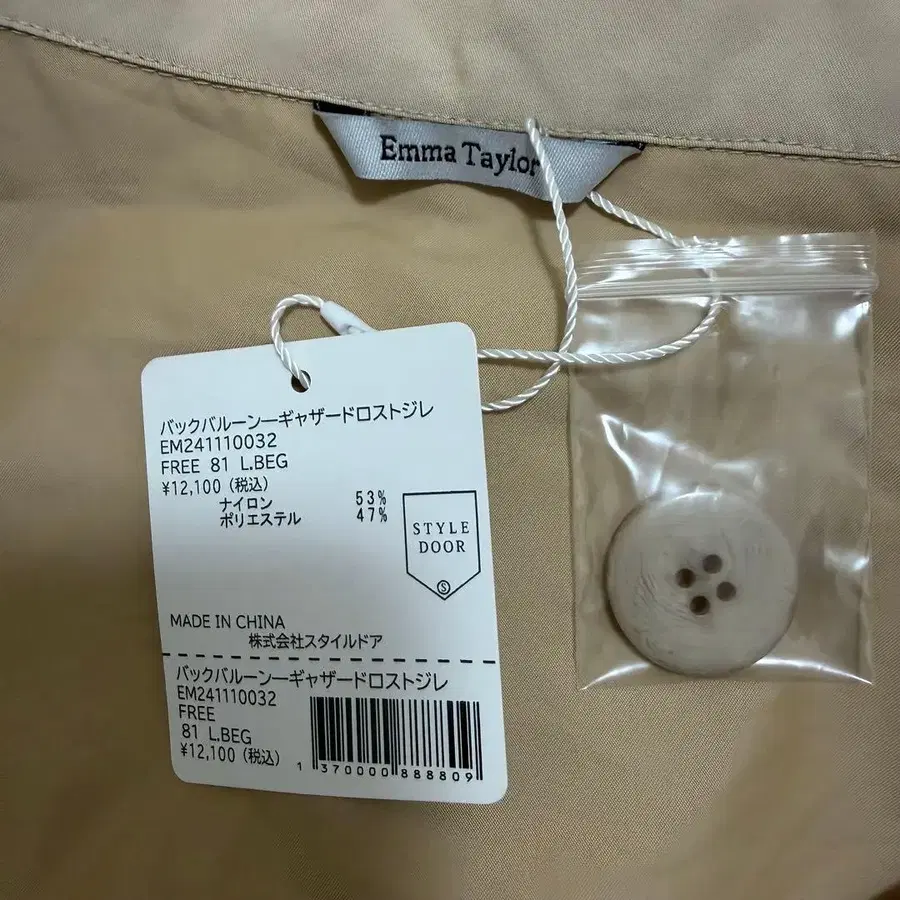 Emma Taylor
バックバルーンーギャザードロストジレ
EM241110032
FREE 81 L.BEG
¥12,100 (税込)
ナイロン 53%
ポリエステル 47%
STYLE
DOOR
S
MADE IN CHINA
株式会社スタイルドア
バックバルーンーギャザードロストジレ
EM241110032
FREE
81 L.BEG
¥12,100 (税込)
1 370000 888809